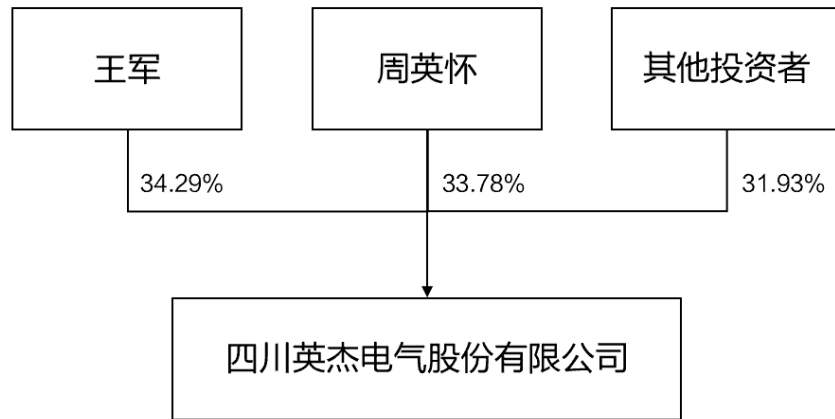 王军
周英怀
其他投资者
34.29%
33.78%
31.93%
四川英杰电气股份有限公司